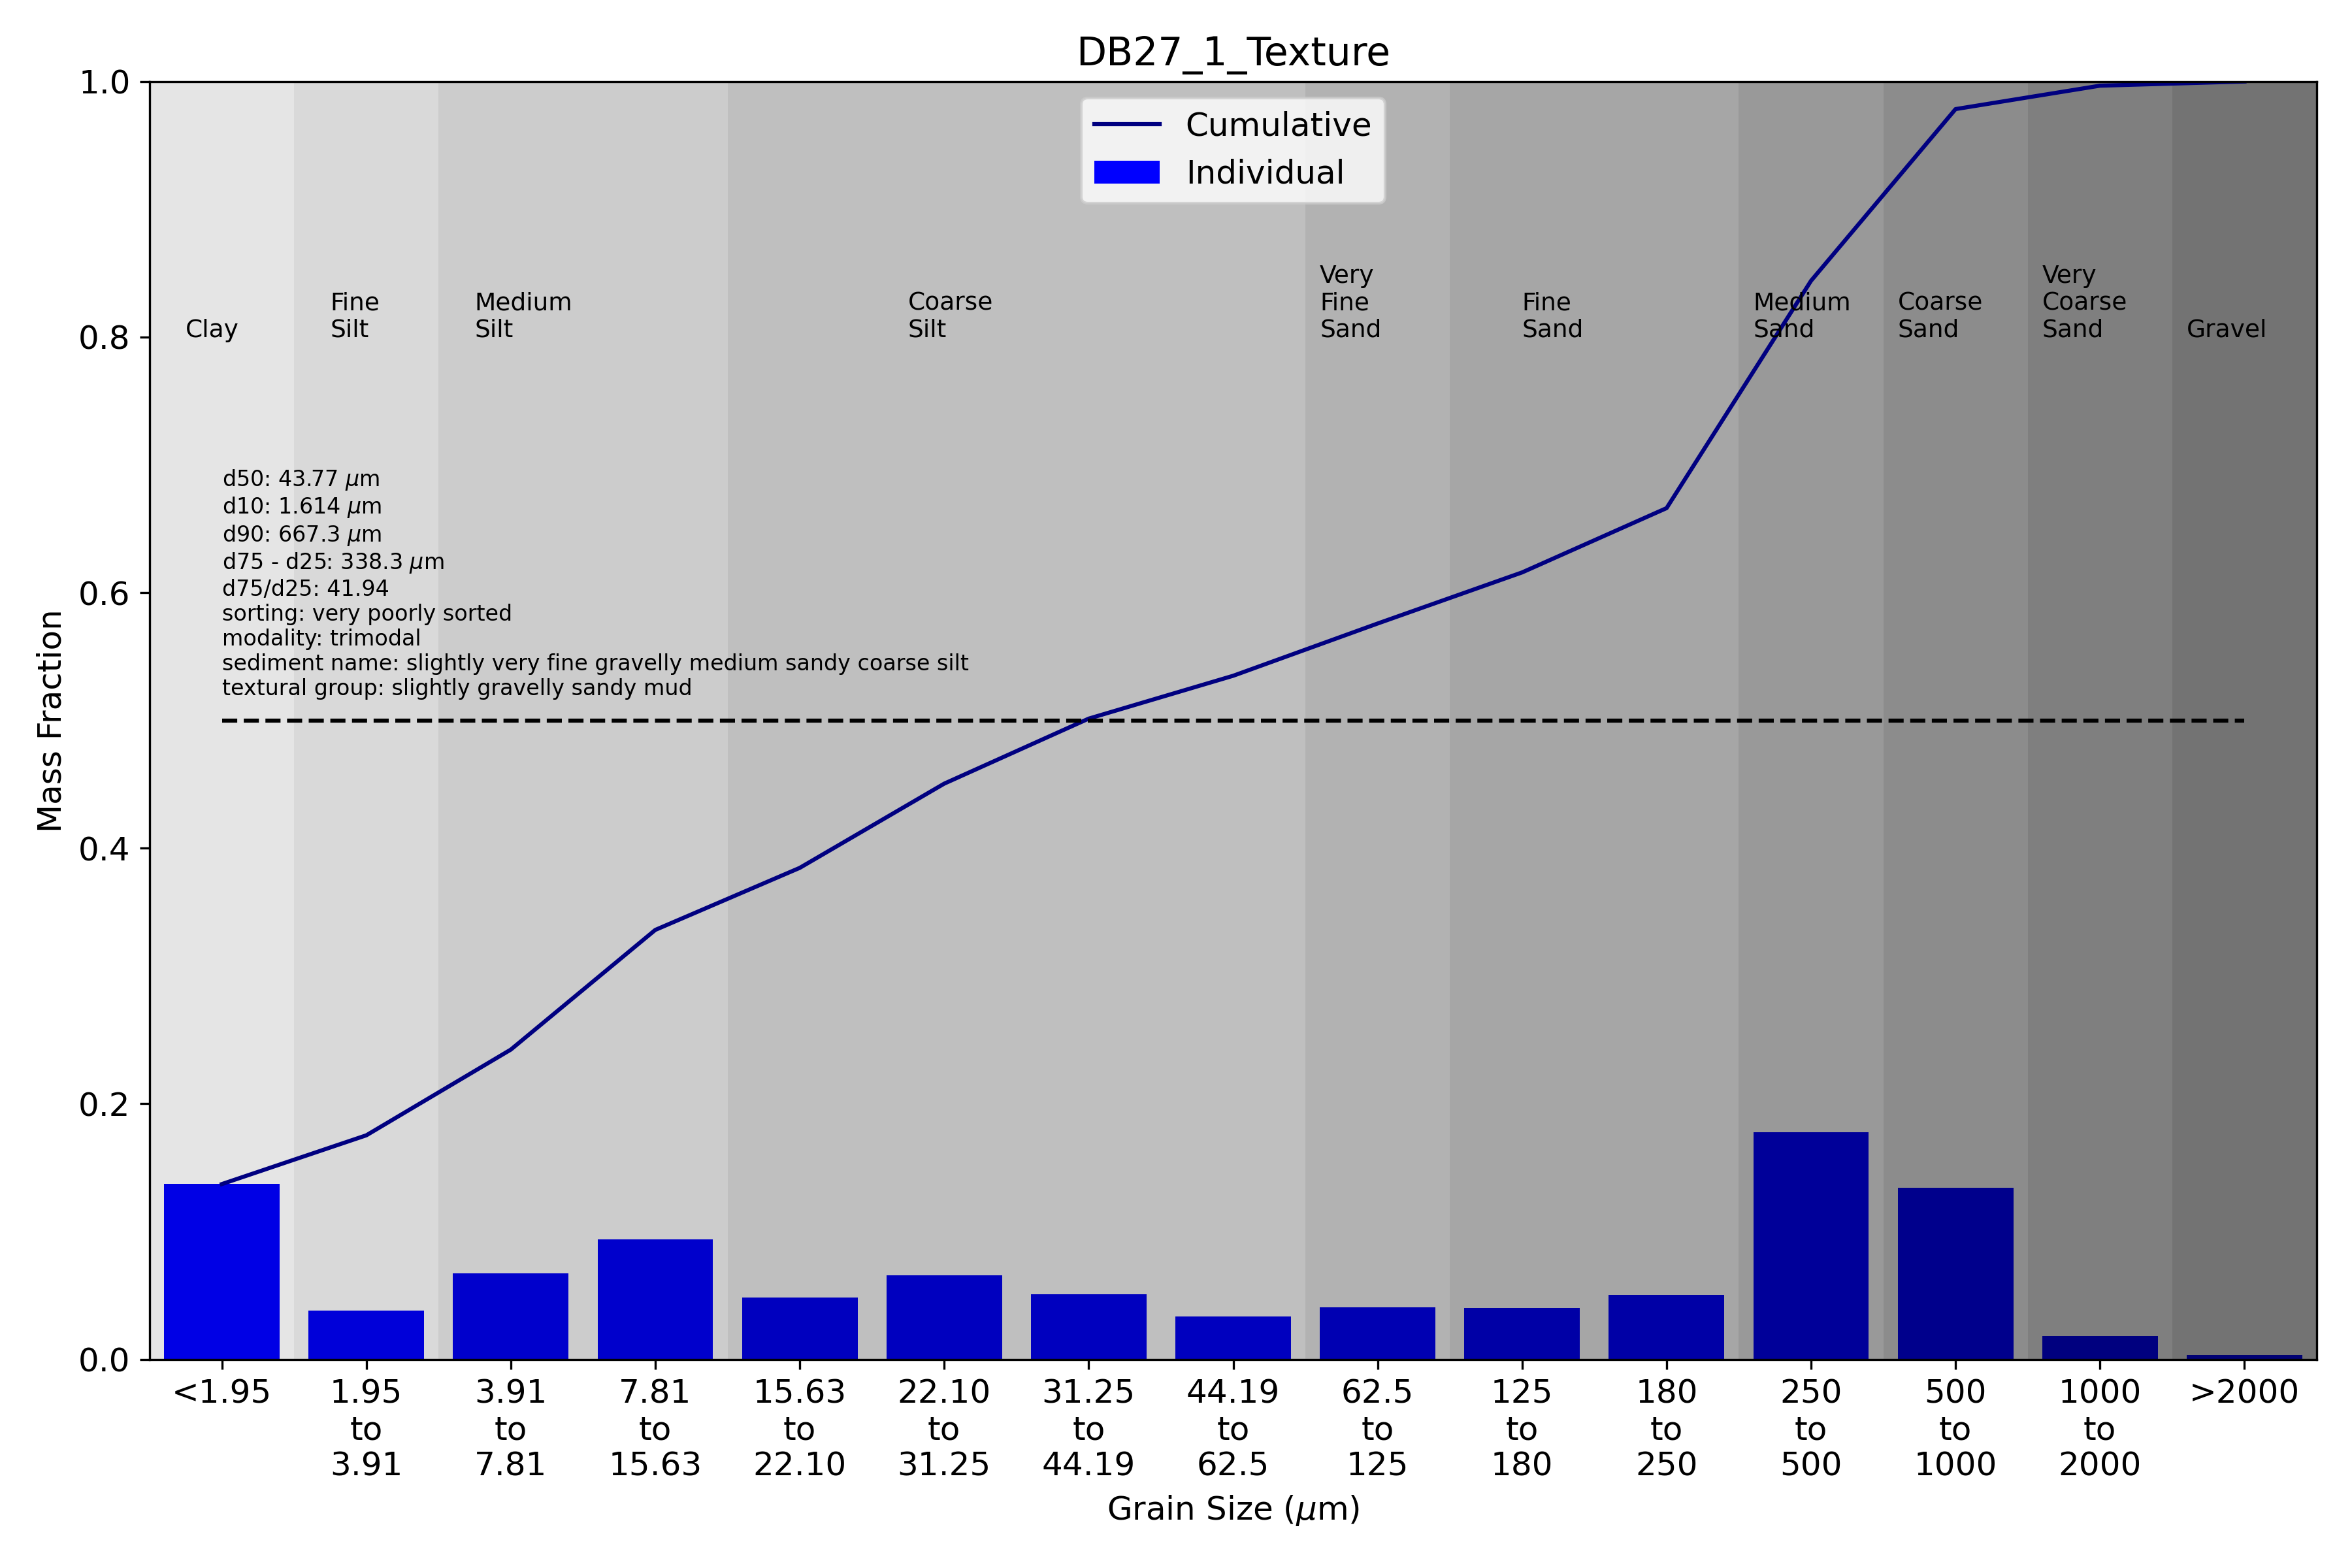 DB27_1_Texture
Cumulative
Individual
1.0
0.8
0.6
0.4
0.2
0.0
Mass Fraction
Clay
Fine
Silt
Medium
Silt
Coarse
Silt
Very
Fine
Sand
Fine
Sand
Medium
Sand
Coarse
Sand
Very
Coarse
Sand
Gravel
d50: 43.77 μm
d10: 1.614 μm
d90: 667.3 μm
d75 - d25: 338.3 μm
d75/d25: 41.94
sorting: very poorly sorted
modality: trimodal
sediment name: slightly very fine gravelly medium sandy coarse silt
textural group: slightly gravelly sandy mud
<1.95
1.95
to
3.91
3.91
to
7.81
7.81
to
15.63
15.63
to
22.10
22.10
to
31.25
31.25
to
44.19
44.19
to
62.5
62.5
to
125
125
to
180
180
to
250
250
to
500
500
to
1000
1000
to
2000
>2000
Grain Size (μm)